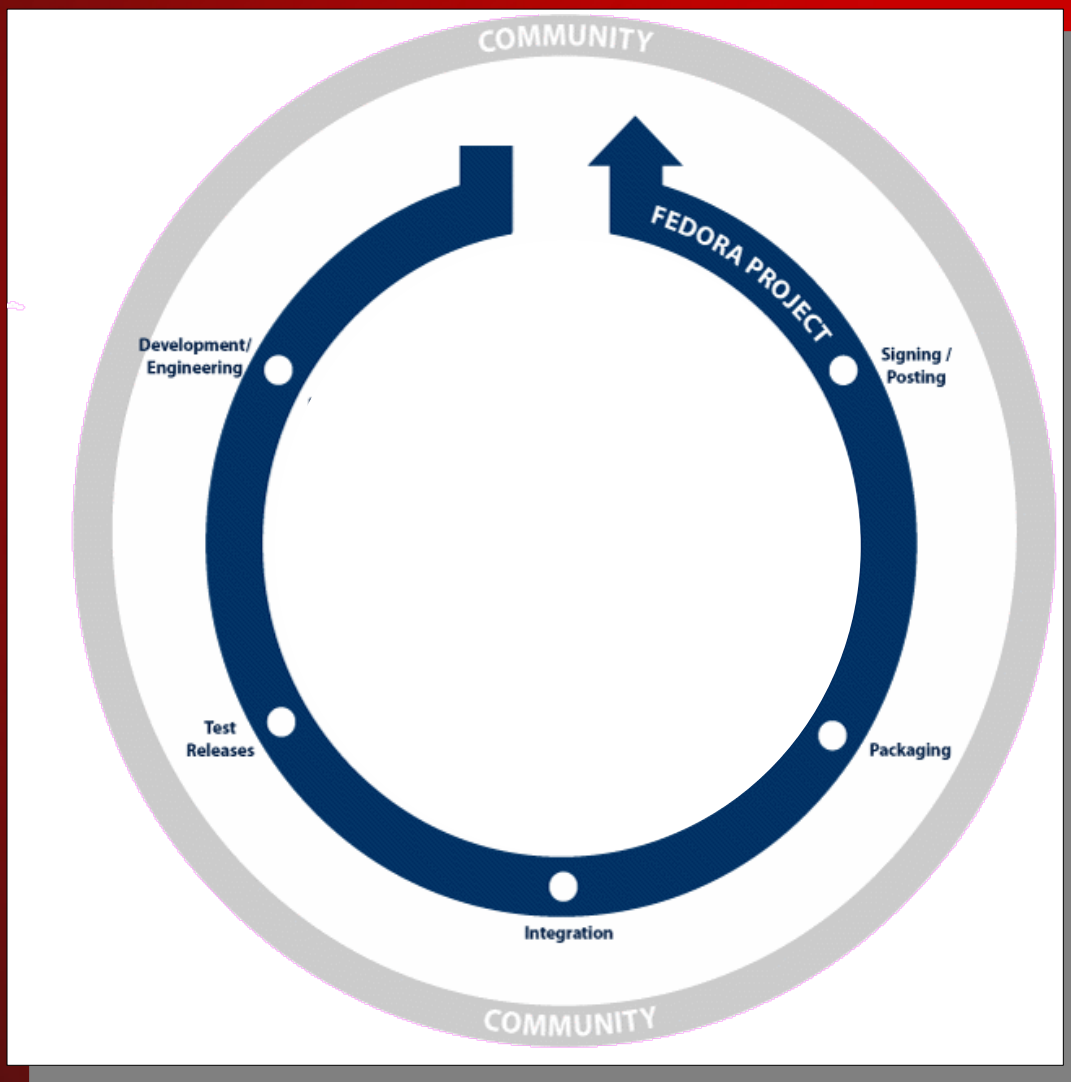 COMMUNITY
FEDORA PROJECT
Development/
Engineering
Signing /
Posting
Test
Releases
Packaging
Integration
COMMUNITY